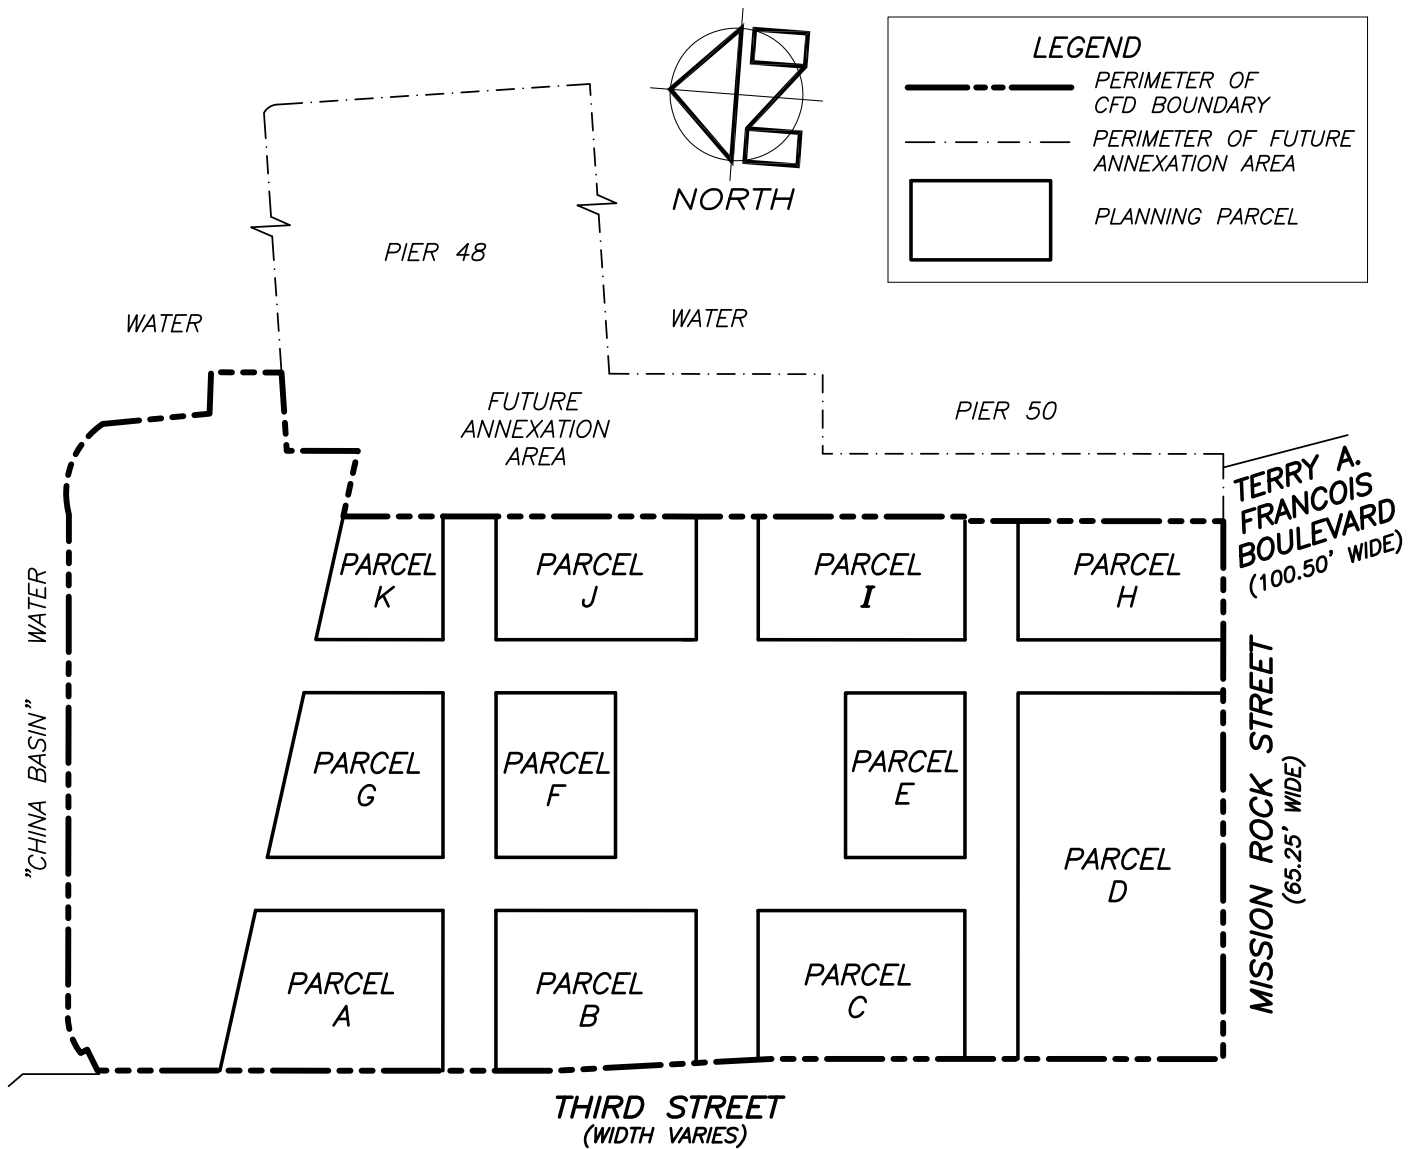 LEGEND
PERIMETER OF
CFD BOUNDARY
PERIMETER OF FUTURE
ANNEXATION AREA
PLANNING PARCEL
NORTH
PIER 48
WATER
WATER
FUTURE
ANNEXATION
AREA
PIER 50
TERRY A.
FRANCOIS
BOULEVARD
(100.50' WIDE)
PARCEL
K
PARCEL
J
PARCEL
I
PARCEL
H
"CHINA BASIN" WATER
PARCEL
G
PARCEL
F
PARCEL
E
PARCEL
D
MISSION ROCK STREET
(65.25' WIDE)
PARCEL
A
PARCEL
B
PARCEL
C
THIRD STREET
(WIDTH VARIES)